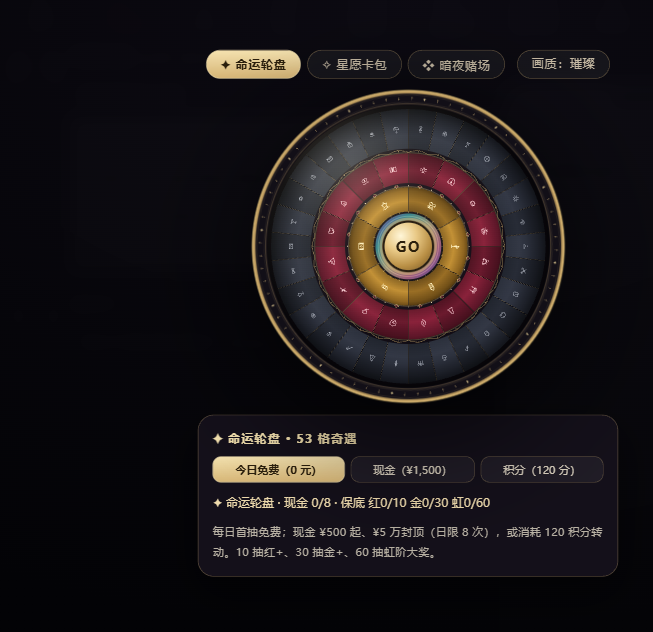 ✦ 命运轮盘
✧ 星愿卡包
❖ 暗夜赌场
画质：璀璨
GO
✦ 命运轮盘 · 53 格奇遇
今日免费（0 元）
现金（¥1,500）
积分（120 分）
✦ 命运轮盘 · 现金 0/8 · 保底 红0/10 金0/30 虹0/60
每日首抽免费；现金 ¥500 起、¥5 万封顶（日限 8 次），或消耗 120 积分转
动。10 抽红+、30 抽金+、60 抽虹阶大奖。